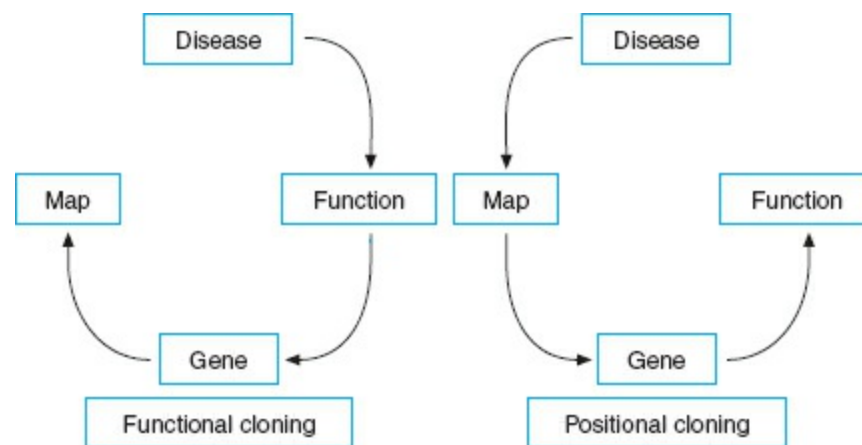 Disease
Disease
Map
Function
Map
Function
Gene
Gene
Functional cloning
Positional cloning